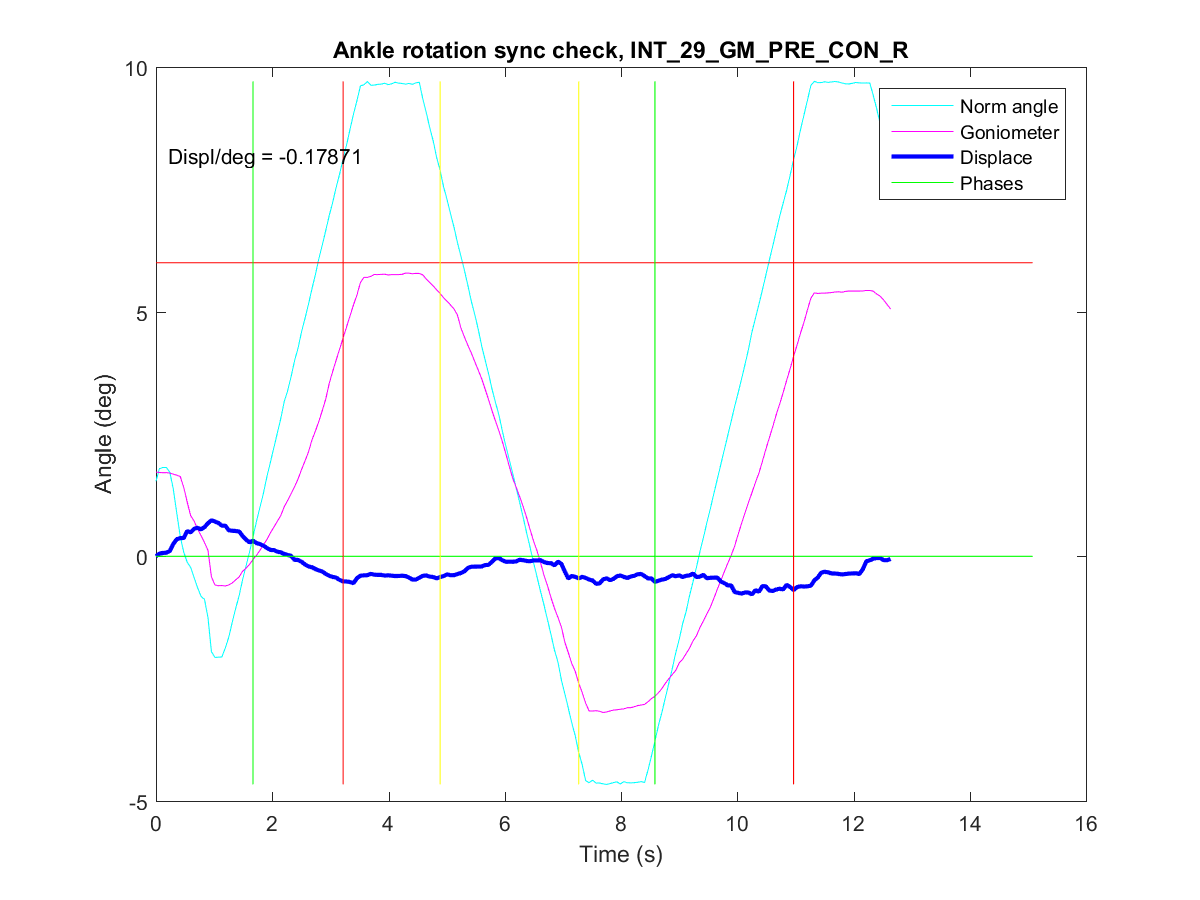 Ankle rotation sync check, INT_29_GM_PRE_CON_R
Displ/deg = -0.17871
Norm angle
Goniometer
Displace
Phases
10
5
0
-5
Angle (deg)
0 2 4 6 8 10 12 14 16
Time (s)